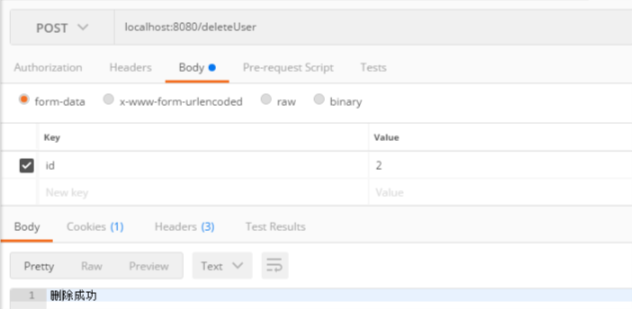 POST localhost:8080/deleteUser
Authorization Headers Body Pre-request Script Tests
form-data x-www-form-urlencoded raw binary
Key Value
id 2
New key Value
Body Cookies (1) Headers (3) Test Results
Pretty Raw Preview Text
1 删除成功